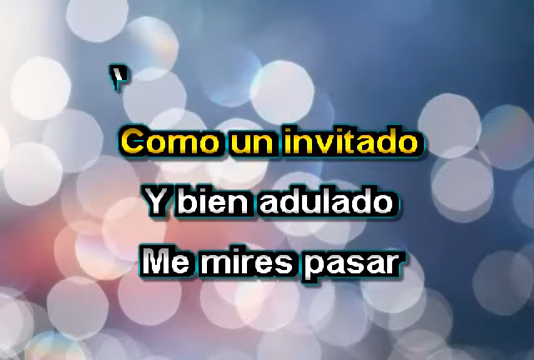 Como un invitado
Y bien adulado
Me mires pasar